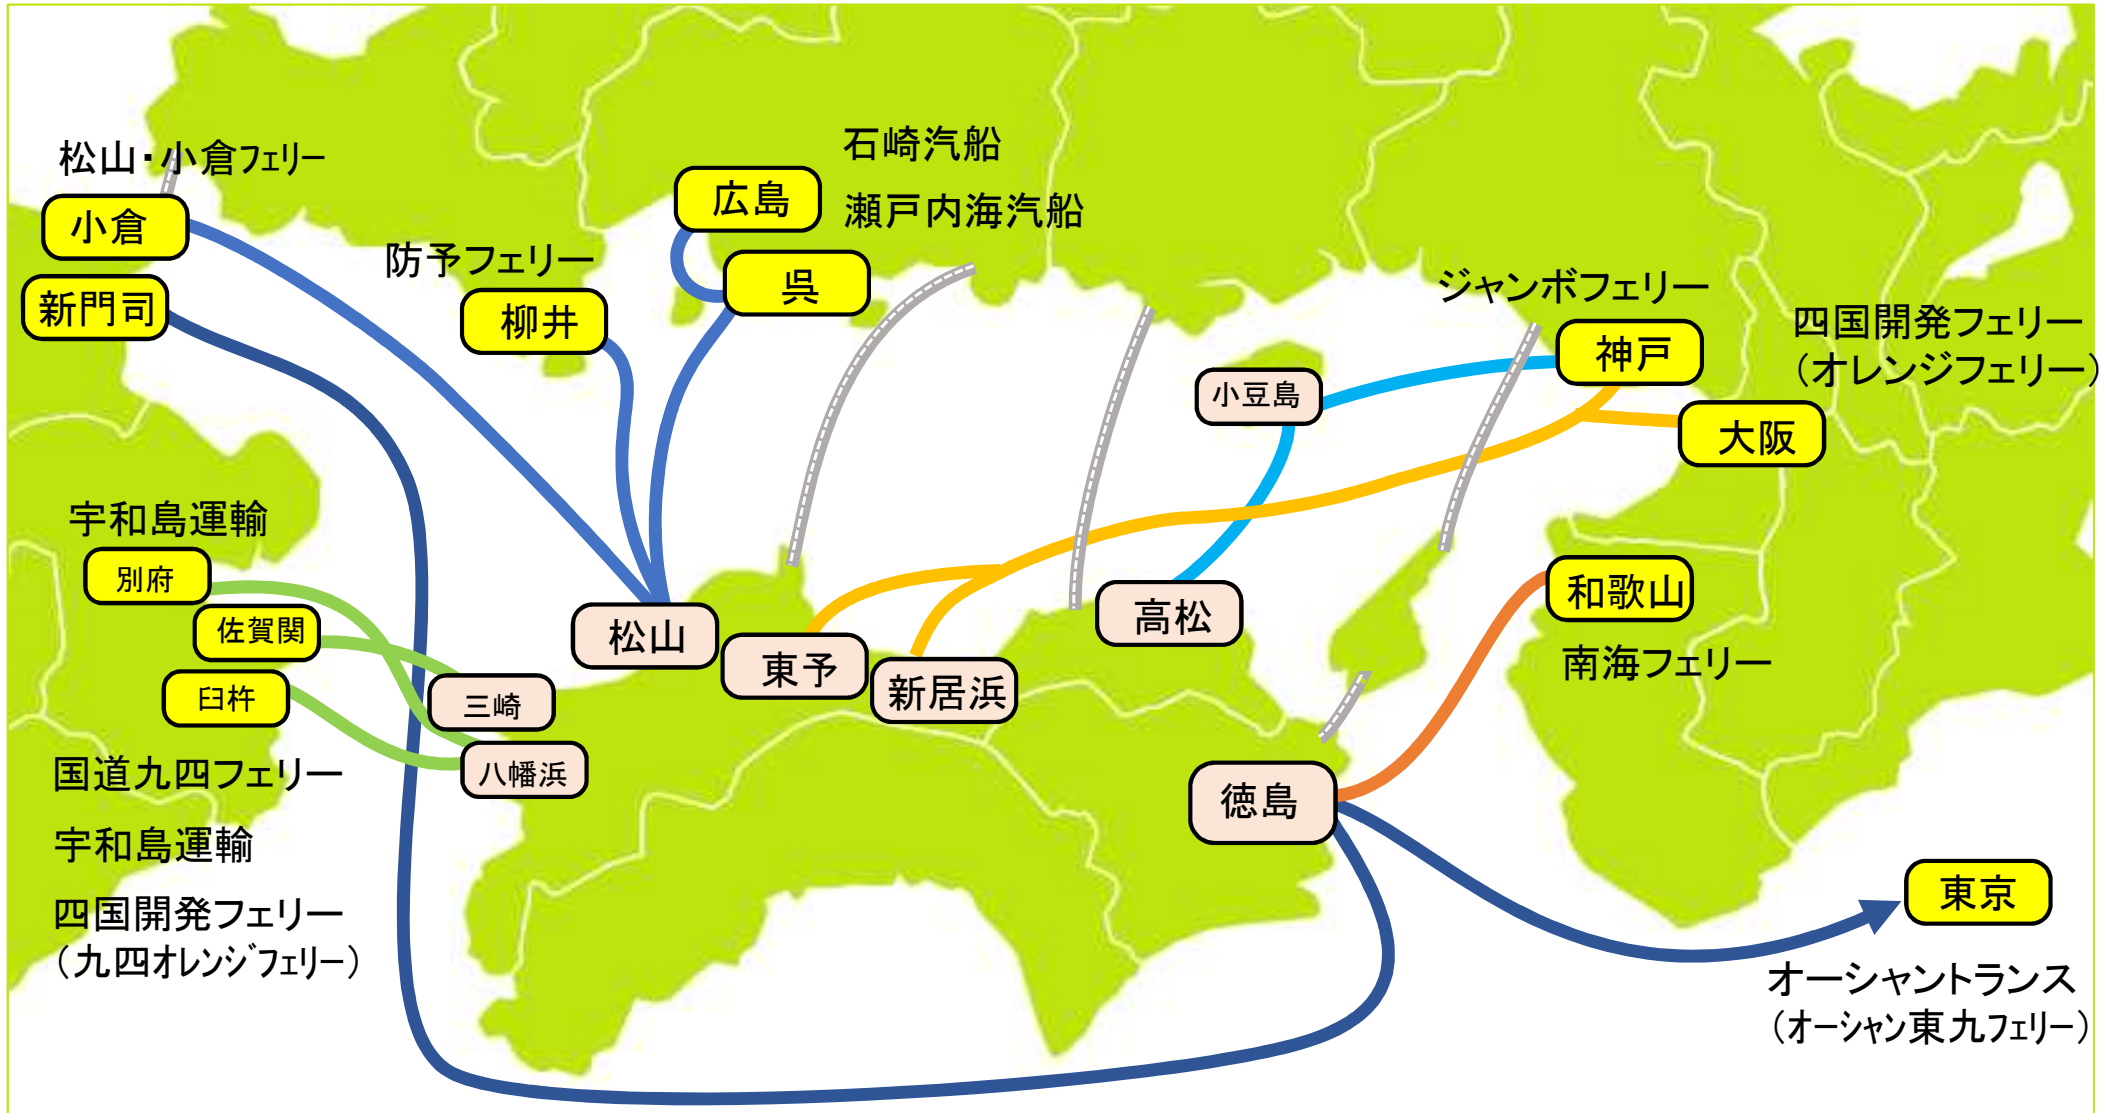 松山・小倉フェリー
小倉
新門司
防予フェリー
柳井
広島
呉
石崎汽船
瀬戸内海汽船
ジャンボフェリー
神戸
小豆島
四国開発フェリー
（オレンジフェリー）
大阪
宇和島運輸
別府
佐賀関
臼杵
三崎
八幡浜
松山
東予
新居浜
高松
和歌山
南海フェリー
徳島
国道九四フェリー
宇和島運輸
四国開発フェリー
（九四オレンジフェリー）
東京
オーシャントランス
（オーシャン東九フェリー）